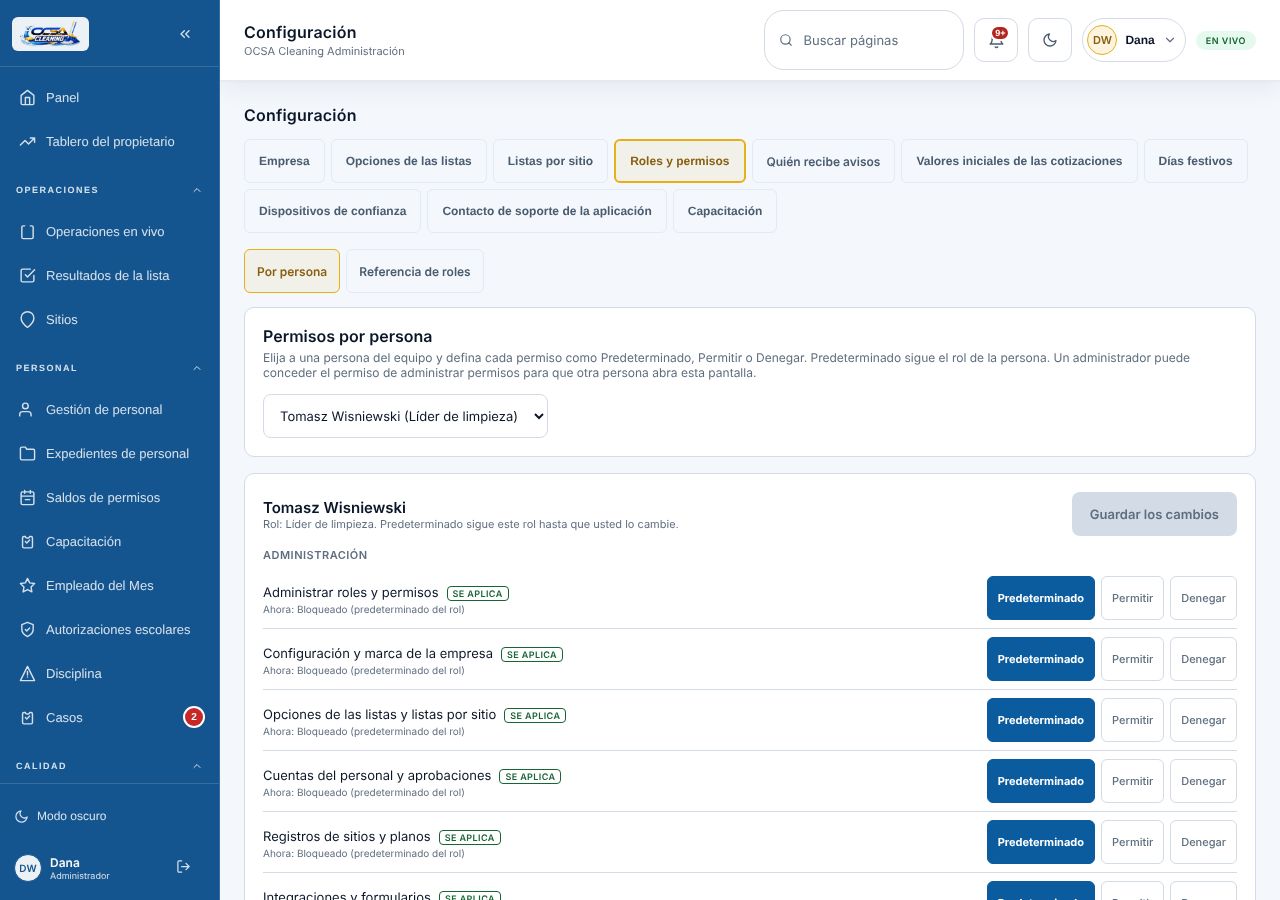 OCSA
CLEANING
Panel
Tablero del propietario
OPERACIONES
Operaciones en vivo
Resultados de la lista
Sitios
PERSONAL
Gestión de personal
Expedientes de personal
Saldos de permisos
Capacitación
Empleado del Mes
Autorizaciones escolares
Disciplina
Casos
2
CALIDAD
Modo oscuro
DW
Dana
Administrador
Configuración
OCSA Cleaning Administración
Buscar páginas
9+
DW
Dana
EN VIVO
Configuración
Empresa
Opciones de las listas
Listas por sitio
Roles y permisos
Quién recibe avisos
Valores iniciales de las cotizaciones
Días festivos
Dispositivos de confianza
Contacto de soporte de la aplicación
Capacitación
Por persona
Referencia de roles
Permisos por persona
Elija a una persona del equipo y defina cada permiso como Predeterminado, Permitir o Denegar. Predeterminado sigue el rol de la persona. Un administrador puede
conceder el permiso de administrar permisos para que otra persona abra esta pantalla.
Tomasz Wisniewski (Líder de limpieza)
Tomasz Wisniewski
Rol: Líder de limpieza. Predeterminado sigue este rol hasta que usted lo cambie.
Guardar los cambios
ADMINISTRACIÓN
Administrar roles y permisos SE APLICA
Ahora: Bloqueado (predeterminado del rol)
Predeterminado Permitir Denegar
Configuración y marca de la empresa SE APLICA
Ahora: Bloqueado (predeterminado del rol)
Predeterminado Permitir Denegar
Opciones de las listas y listas por sitio SE APLICA
Ahora: Bloqueado (predeterminado del rol)
Predeterminado Permitir Denegar
Cuentas del personal y aprobaciones SE APLICA
Ahora: Bloqueado (predeterminado del rol)
Predeterminado Permitir Denegar
Registros de sitios y planos SE APLICA
Ahora: Bloqueado (predeterminado del rol)
Predeterminado Permitir Denegar
Integraciones y formularios SE APLICA
Predeterminado Permitir Denegar